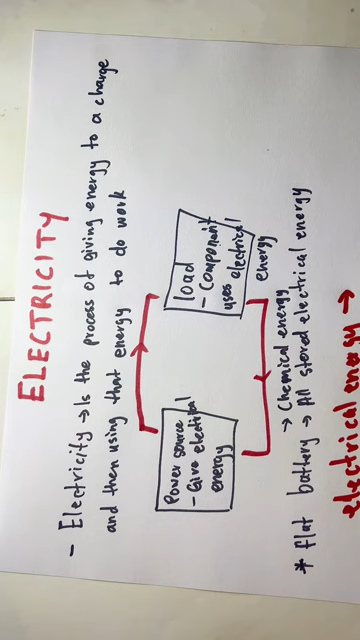 ELECTRICITY
- Electricity → Is the process of giving energy to a charge
and then using that energy to do work
Power source
- Give electrical
energy
load
- Component
uses electrical
energy
→ Chemical energy
* flat battery → All stored electrical energy
electrical energy →